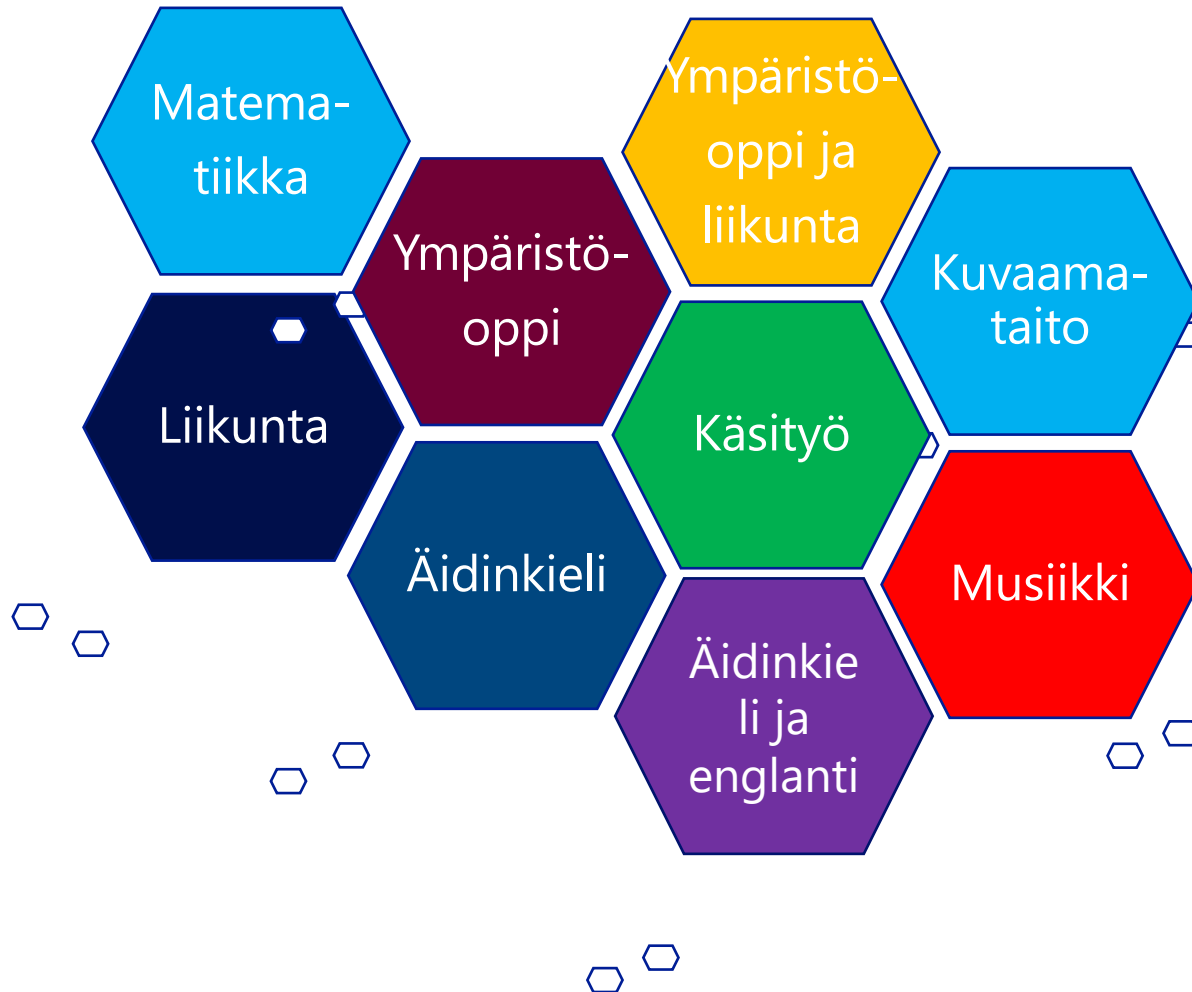 Matema-
tiikka
Ympäristö-
oppi ja
liikunta
Ympäristö-
oppi
Kuvaama-
taito
Liikunta
Käsityö
Äidinkieli
Musiikki
Äidinkie
li ja
englanti